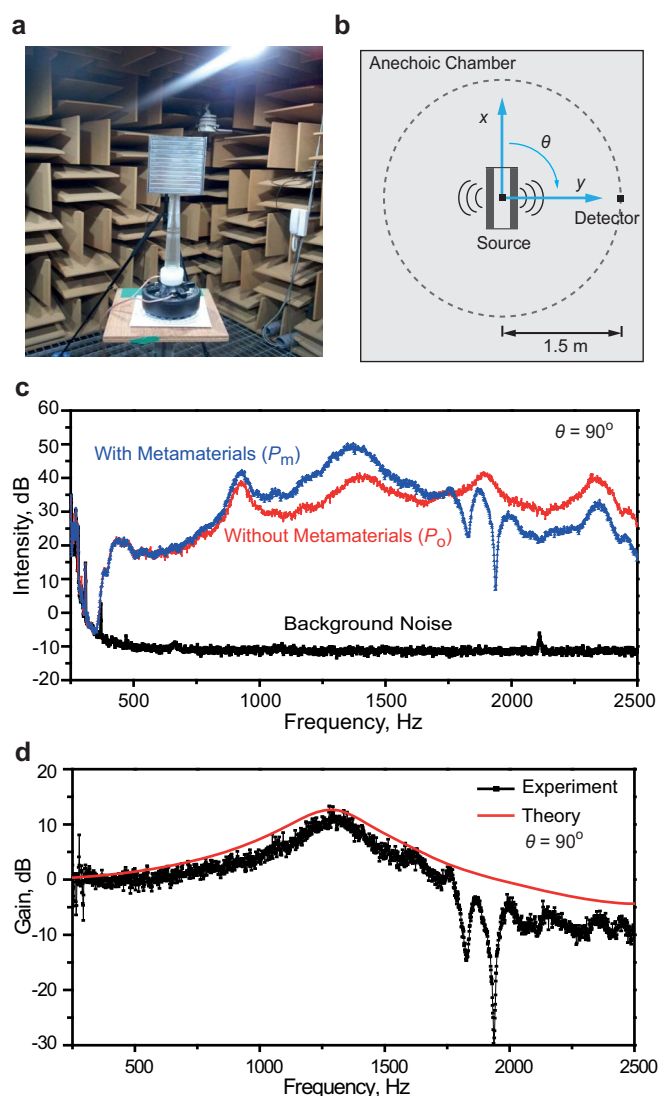 a
b
Anechoic Chamber
x
θ
y
Detector
Source
1.5 m
c
60
50
40
30
20
10
0
-10
-20
Intensity, dB
With Metamaterials (Pm)
θ = 90°
Without Metamaterials (Po)
Background Noise
500 1000 1500 2000 2500
Frequency, Hz
d
20
10
0
-10
-20
-30
Gain, dB
Experiment
Theory
θ = 90°
500 1000 1500 2000 2500
Frequency, Hz